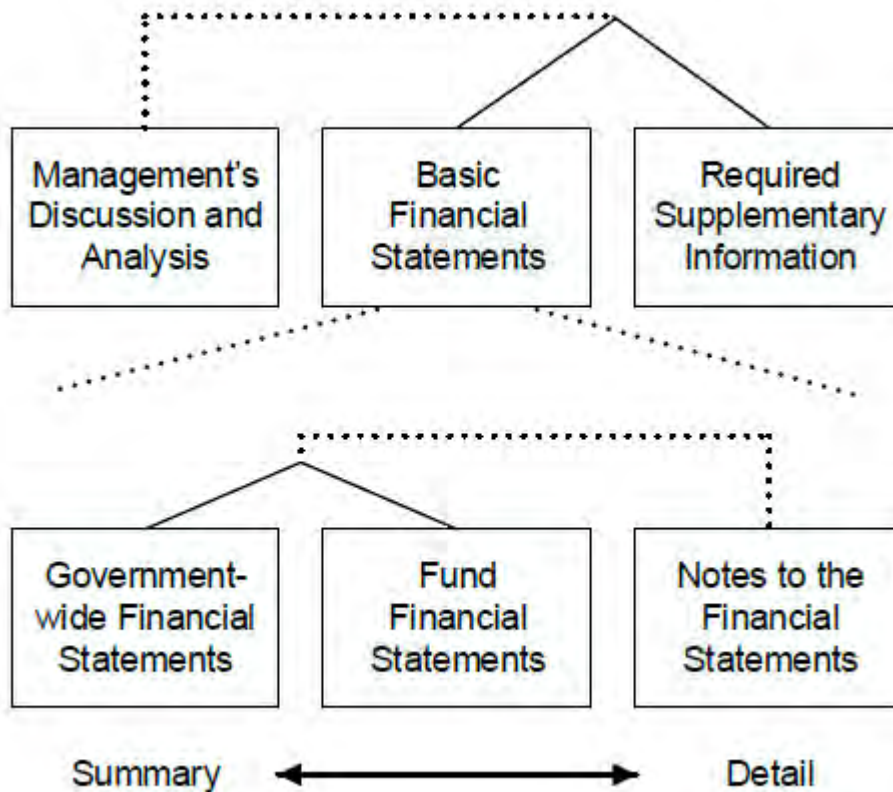 Management's
Discussion and
Analysis
Basic
Financial
Statements
Required
Supplementary
Information
Government-
wide Financial
Statements
Fund
Financial
Statements
Notes to the
Financial
Statements
Summary
Detail